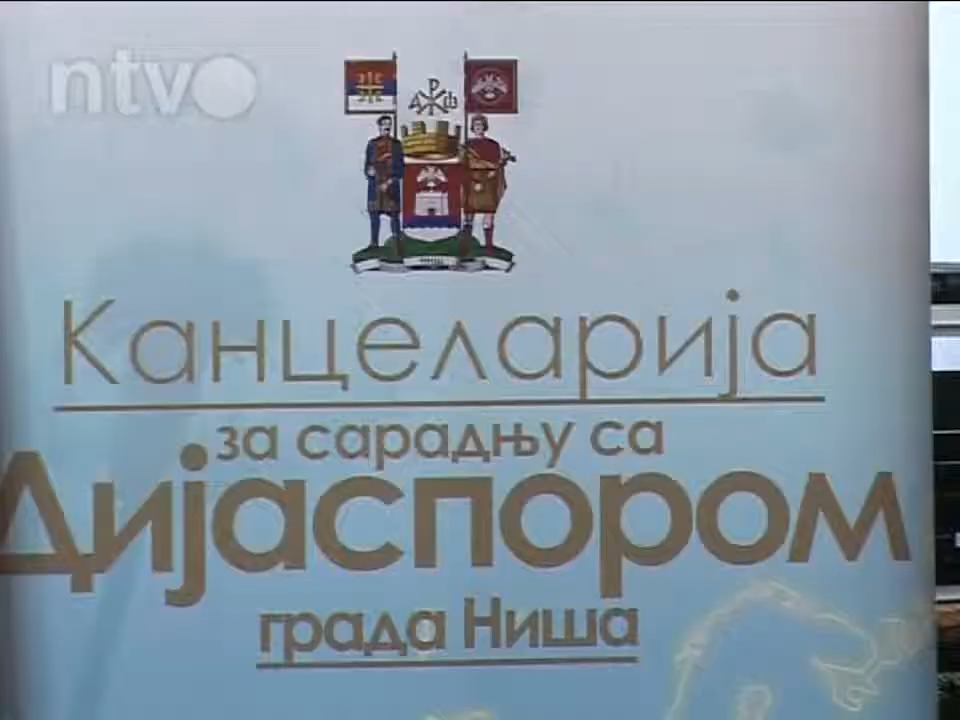 ntv
Канцеларија
за сарадњу са
Дијаспором
града Ниша